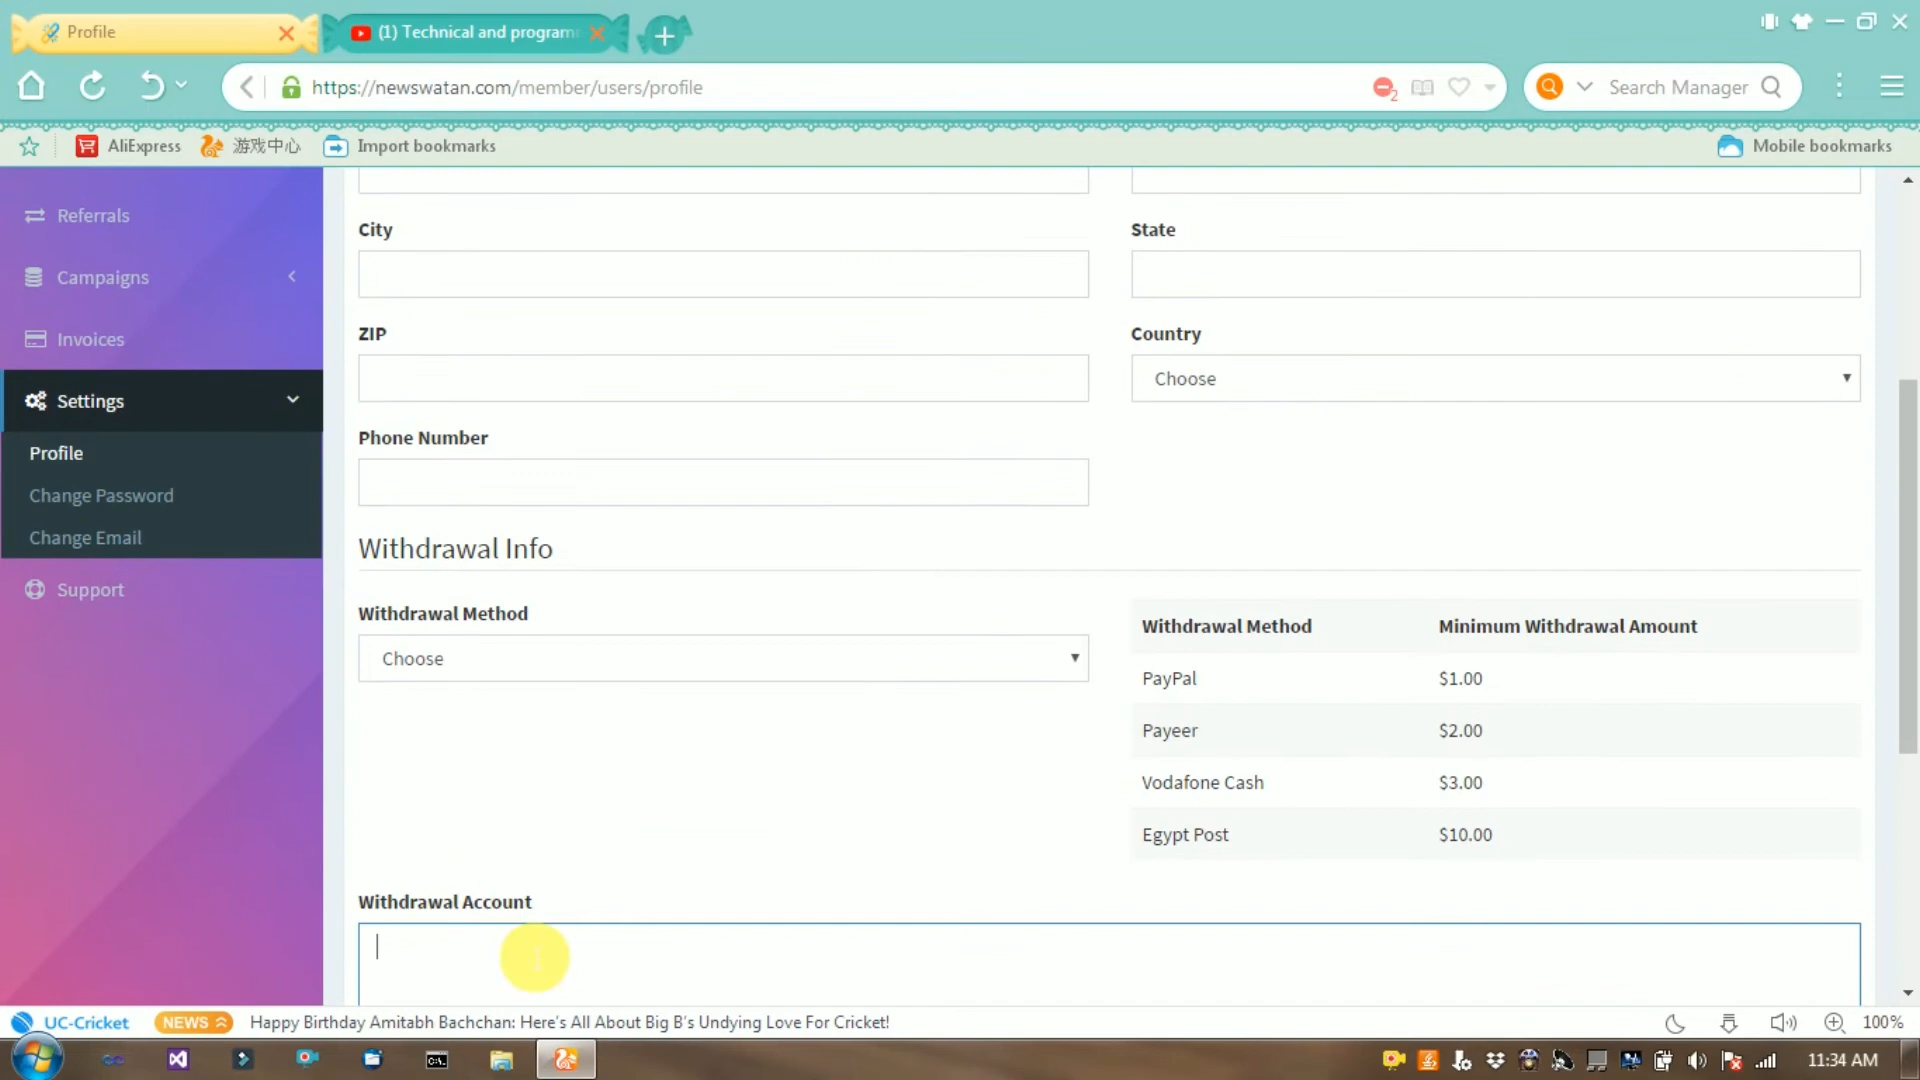 Profile
(1) Technical and program
https://newswatan.com/member/users/profile
2
Search Manager
AliExpress
游戏中心
Import bookmarks
Mobile bookmarks
Referrals
Campaigns
Invoices
Settings
Profile
Change Password
Change Email
Support
City
State
ZIP
Country
Choose
Phone Number
Withdrawal Info
Withdrawal Method
Choose
Withdrawal Method Minimum Withdrawal Amount
PayPal $1.00
Payeer $2.00
Vodafone Cash $3.00
Egypt Post $10.00
Withdrawal Account
UC-Cricket
NEWS
Happy Birthday Amitabh Bachchan: Here's All About Big B's Undying Love For Cricket!
100%
11:34 AM